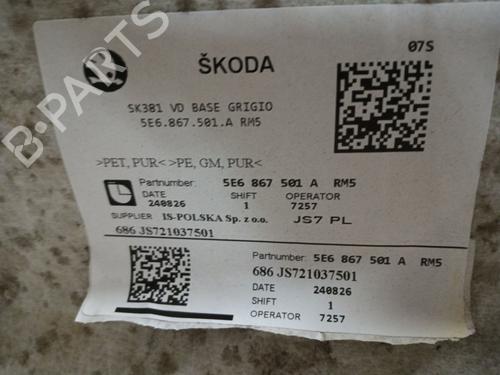 ŠKODA
07S
SK381 VD BASE GRIGIO
5E6.867.501.A RM5
>PET, PUR< >PE, GM, PUR<
Partnumber: 5E6 867 501 A RM5
DATE SHIFT OPERATOR
240826 1 7257
SUPPLIER IS-POLSKA Sp. z o.o. JS7 PL
686 JS721037501
Partnumber: 5E6 867 501 A RM5
686 JS721037501
DATE 240826
SHIFT 1
OPERATOR 7257
B-PARTS